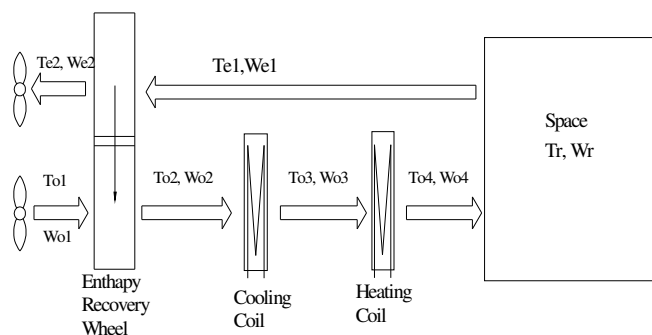 Te2, We2
Te1,We1
Space
Tr, Wr
To1
Wo1
To2, Wo2
To3, Wo3
To4, Wo4
Enthapy
Recovery
Wheel
Cooling
Coil
Heating
Coil